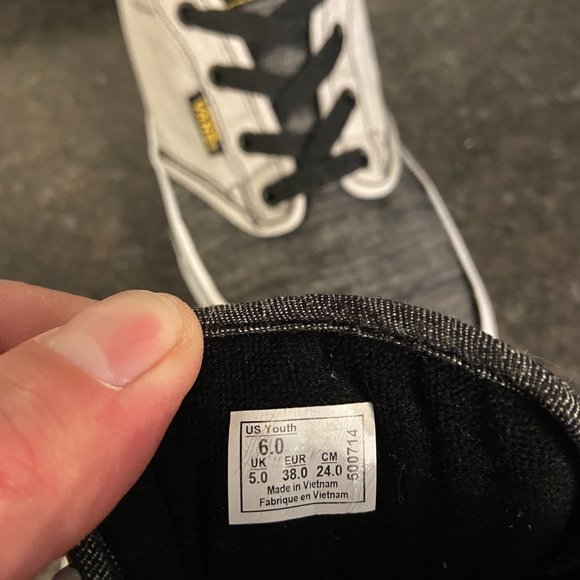 VANS
US Youth
6.0
UK EUR CM
5.0 38.0 24.0
Made in Vietnam
Fabrique en Vietnam
500714